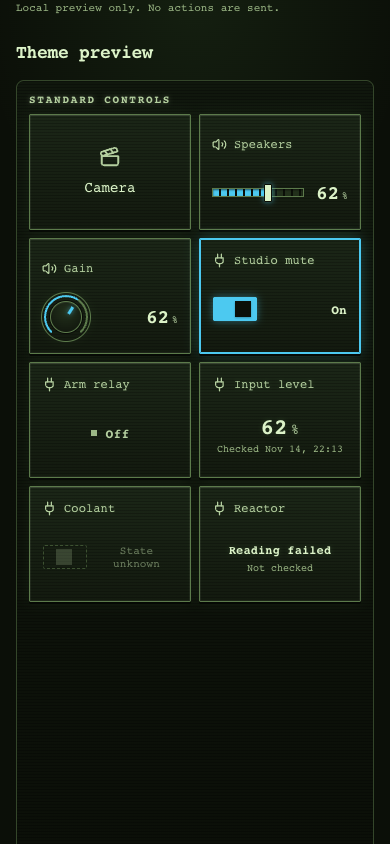 Local preview only. No actions are sent.
Theme preview
STANDARD CONTROLS
Camera
Speakers
62 %
Gain
62 %
Studio mute
On
Arm relay
Off
Input level
62 %
Checked Nov 14, 22:13
Coolant
State
unknown
Reactor
Reading failed
Not checked